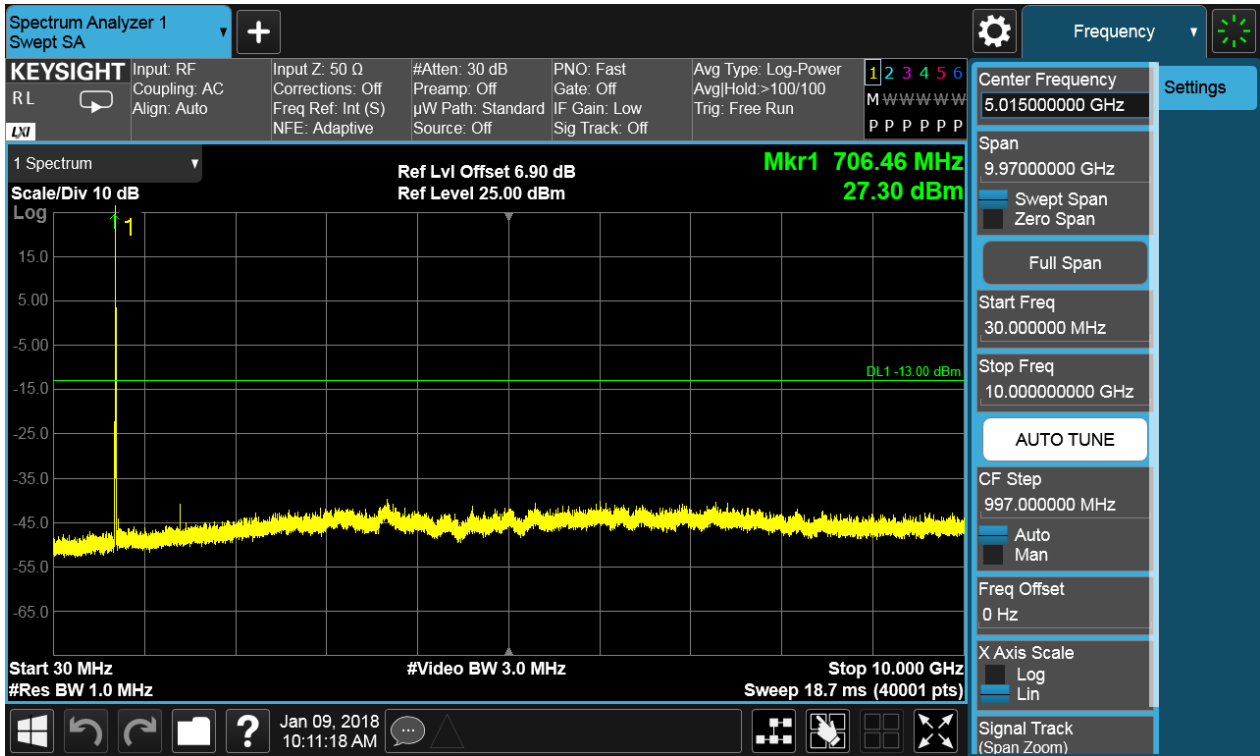 Spectrum Analyzer 1
Swept SA
Frequency
KEYSIGHT
R L
LXI
Input: RF
Coupling: AC
Align: Auto
Input Z: 50 Ω
Corrections: Off
Freq Ref: Int (S)
NFE: Adaptive
#Atten: 30 dB
Preamp: Off
µW Path: Standard
Source: Off
PNO: Fast
Gate: Off
IF Gain: Low
Sig Track: Off
Avg Type: Log-Power
Avg|Hold:>100/100
Trig: Free Run
1 2 3 4 5 6
M W W W W W
P P P P P P
1 Spectrum
Scale/Div 10 dB
Log
Ref Lvl Offset 6.90 dB
Ref Level 25.00 dBm
Mkr1 706.46 MHz
27.30 dBm
1
15.0
5.00
-5.00
-15.0
-25.0
-35.0
-45.0
-55.0
-65.0
DL1 -13.00 dBm
Start 30 MHz
#Res BW 1.0 MHz
#Video BW 3.0 MHz
Stop 10.000 GHz
Sweep 18.7 ms (40001 pts)
Center Frequency
5.015000000 GHz
Span
9.97000000 GHz
Swept Span
Zero Span
Full Span
Start Freq
30.000000 MHz
Stop Freq
10.000000000 GHz
AUTO TUNE
CF Step
997.000000 MHz
Auto
Man
Freq Offset
0 Hz
X Axis Scale
Log
Lin
Signal Track
(Span Zoom)
Settings
?
Jan 09, 2018
10:11:18 AM